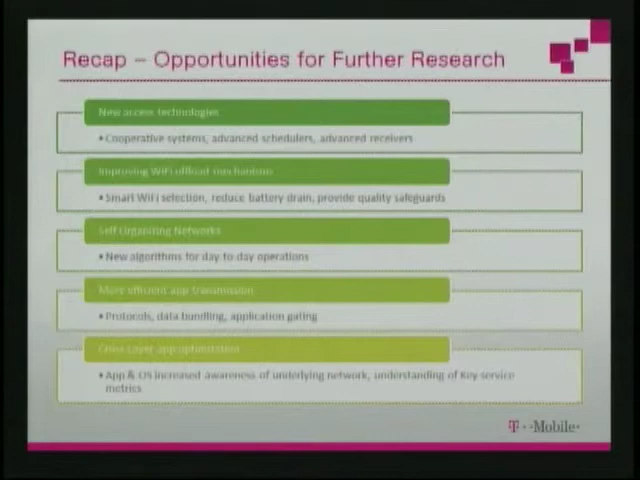 Recap – Opportunities for Further Research
New access technologies
• Cooperative systems, advanced schedulers, advanced receivers
Improving WiFi offload mechanisms
• Smart WiFi selection, reduce battery drain, provide quality safeguards
Self Organizing Networks
• New algorithms for day to day operations
More efficient app transmission
• Protocols, data bundling, application gating
Cross Layer app optimization
• App & OS increased awareness of underlying network, understanding of Key service
metrics
T··Mobile·